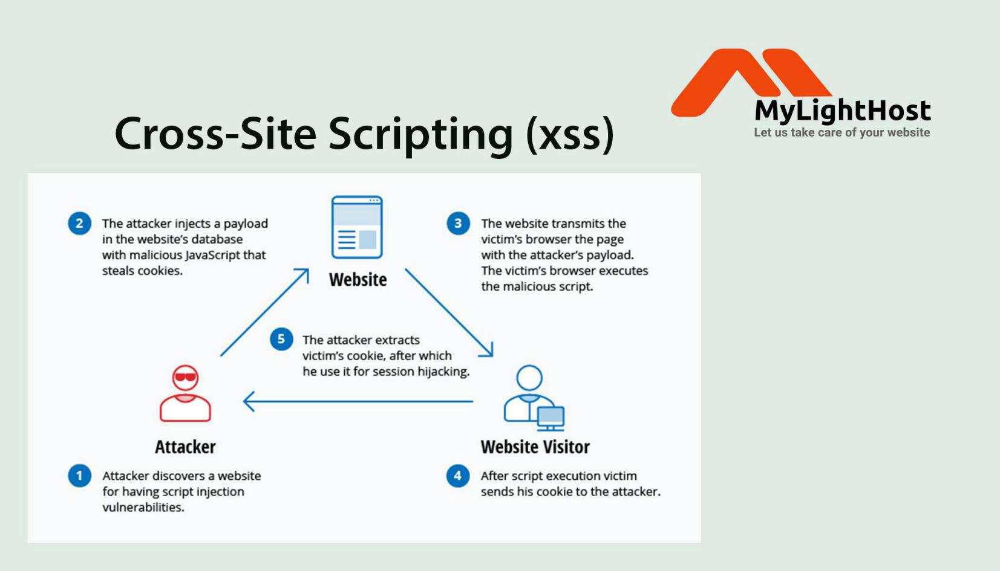 MyLightHost
Let us take care of your website
Cross-Site Scripting (xss)
2
The attacker injects a payload
in the website's database
with malicious JavaScript that
steals cookies.
Website
3
The website transmits the
victim's browser the page
with the attacker's payload.
The victim's browser executes
the malicious script.
5
The attacker extracts
victim's cookie, after which
he use it for session hijacking.
Attacker
1
Attacker discovers a website
for having script injection
vulnerabilities.
Website Visitor
4
After script execution victim
sends his cookie to the attacker.